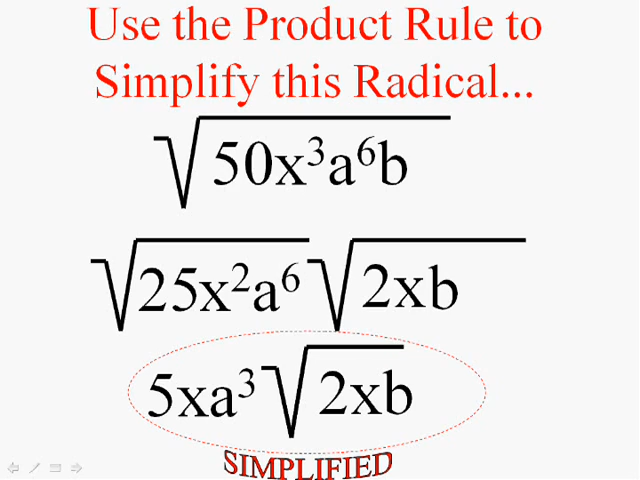 Use the Product Rule to
Simplify this Radical...
√50x³a⁶b
√25x²a⁶ √2xb
5xa³√2xb
SIMPLIFIED